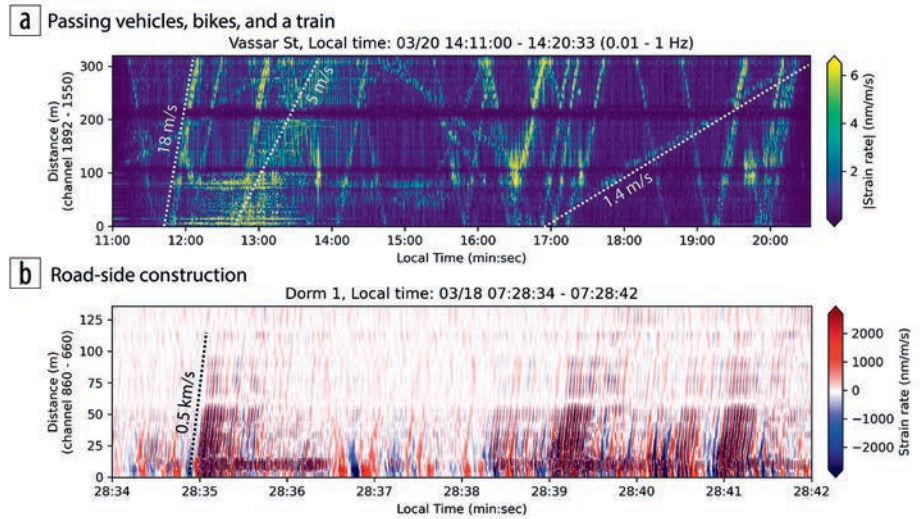 a Passing vehicles, bikes, and a train
Vassar St, Local time: 03/20 14:11:00 - 14:20:33 (0.01 - 1 Hz)
Distance (m)
(channel 1892 - 1550)
300
200
100
0
18 m/s
5 m/s
1.4 m/s
11:00 12:00 13:00 14:00 15:00 16:00 17:00 18:00 19:00 20:00
Local Time (min:sec)
6
4
2
|Strain rate| (nm/m/s)
b Road-side construction
Dorm 1, Local time: 03/18 07:28:34 - 07:28:42
Distance (m)
(channel 860 - 660)
125
100
75
50
25
0
0.5 km/s
28:34 28:35 28:36 28:37 28:38 28:39 28:40 28:41 28:42
Local Time (min:sec)
2000
1000
0
−1000
−2000
Strain rate (nm/m/s)